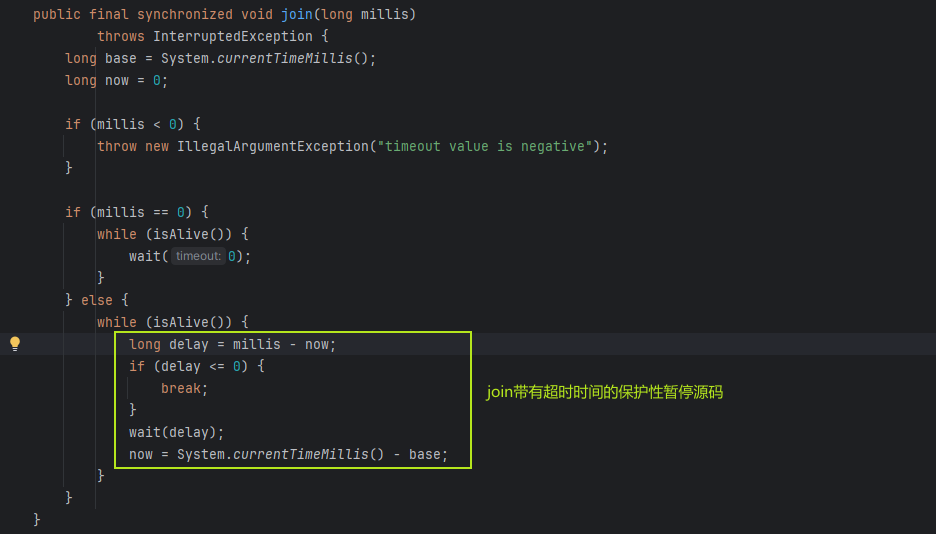 public final synchronized void join(long millis)
        throws InterruptedException {
    long base = System.currentTimeMillis();
    long now = 0;
    if (millis < 0) {
        throw new IllegalArgumentException("timeout value is negative");
    }
    if (millis == 0) {
        while (isAlive()) {
            wait( timeout: 0);
        }
    } else {
        while (isAlive()) {
            long delay = millis - now;
            if (delay <= 0) {
                break;
join带有超时时间的保护性暂停源码
            }
            wait(delay);
            now = System.currentTimeMillis() - base;
        }
    }
}